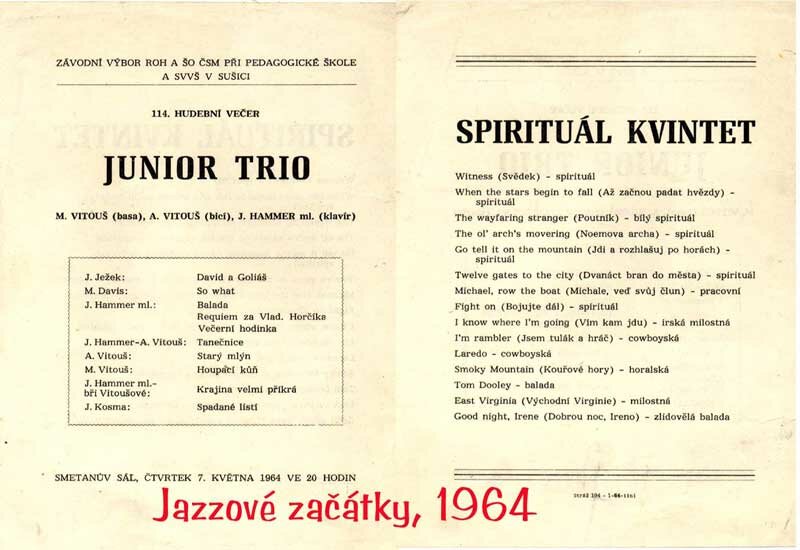 ZÁVODNÍ VÝBOR ROH A ŠO ČSM PŘI PEDAGOGICKÉ ŠKOLE
A SVVŠ V SUŠICI
114. HUDEBNÍ VEČER
JUNIOR TRIO
M. VITOUŠ (basa), A. VITOUŠ (bicí), J. HAMMER ml. (klavír)
J. Ježek: David a Goliáš
M. Davis: So what
J. Hammer ml.: Balada
Requiem za Vlad. Horčíka
Večerní hodinka
J. Hammer-A. Vitouš: Tanečnice
A. Vitouš: Starý mlýn
M. Vitouš: Houpací kůň
J. Hammer ml.-
bří Vitoušové: Krajina velmi příkrá
J. Kosma: Spadané listí
SMETANŮV SÁL, ČTVRTEK 7. KVĚTNA 1964 VE 20 HODIN
SPIRITUÁL KVINTET
Witness (Svědek) - spirituál
When the stars begin to fall (Až začnou padat hvězdy) -
spirituál
The wayfaring stranger (Poutník) - bílý spirituál
The ol' arch's movering (Noemova archa) - spirituál
Go tell it on the mountain (Jdi a rozhlašuj po horách) -
spirituál
Twelve gates to the city (Dvanáct bran do města) - spirituál
Michael, row the boat (Michale, veď svůj člun) - pracovní
Fight on (Bojujte dál) - spirituál
I know where I'm going (Vím kam jdu) - irská milostná
I'm rambler (Jsem tulák a hráč) - cowboyská
Laredo - cowboyská
Smoky Mountain (Kouřové hory) - horalská
Tom Dooley - balada
East Virginia (Východní Virginie) - milostná
Good night, Irene (Dobrou noc, Ireno) - zlidovělá balada
Jazzové začátky, 1964